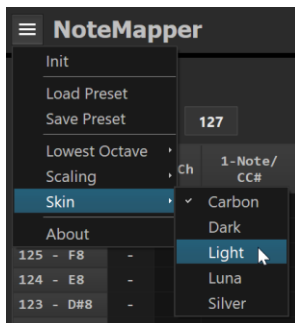 NoteMapper
Init
Load Preset
Save Preset
127
Lowest Octave
Scaling
Ch
1-Note/
CC#
Skin
Carbon
Dark
About
Light
125 - F8 -
Luna
124 - E8 -
Silver
123 - D#8 -